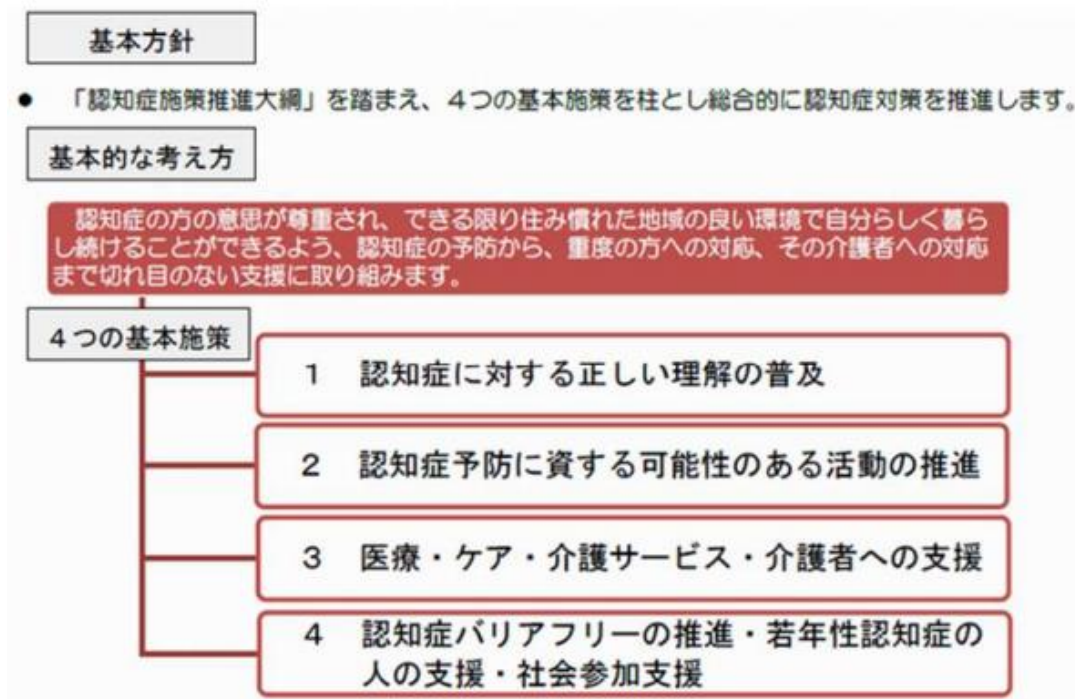 基本方針
● 「認知症施策推進大綱」を踏まえ、4つの基本施策を柱とし総合的に認知症対策を推進します。
基本的な考え方
認知症の方の意思が尊重され、できる限り住み慣れた地域の良い環境で自分らしく暮ら
し続けることができるよう、認知症の予防から、重度の方への対応、その介護者への対応
まで切れ目のない支援に取り組みます。
4つの基本施策
1 認知症に対する正しい理解の普及
2 認知症予防に資する可能性のある活動の推進
3 医療・ケア・介護サービス・介護者への支援
4 認知症バリアフリーの推進・若年性認知症の
人の支援・社会参加支援